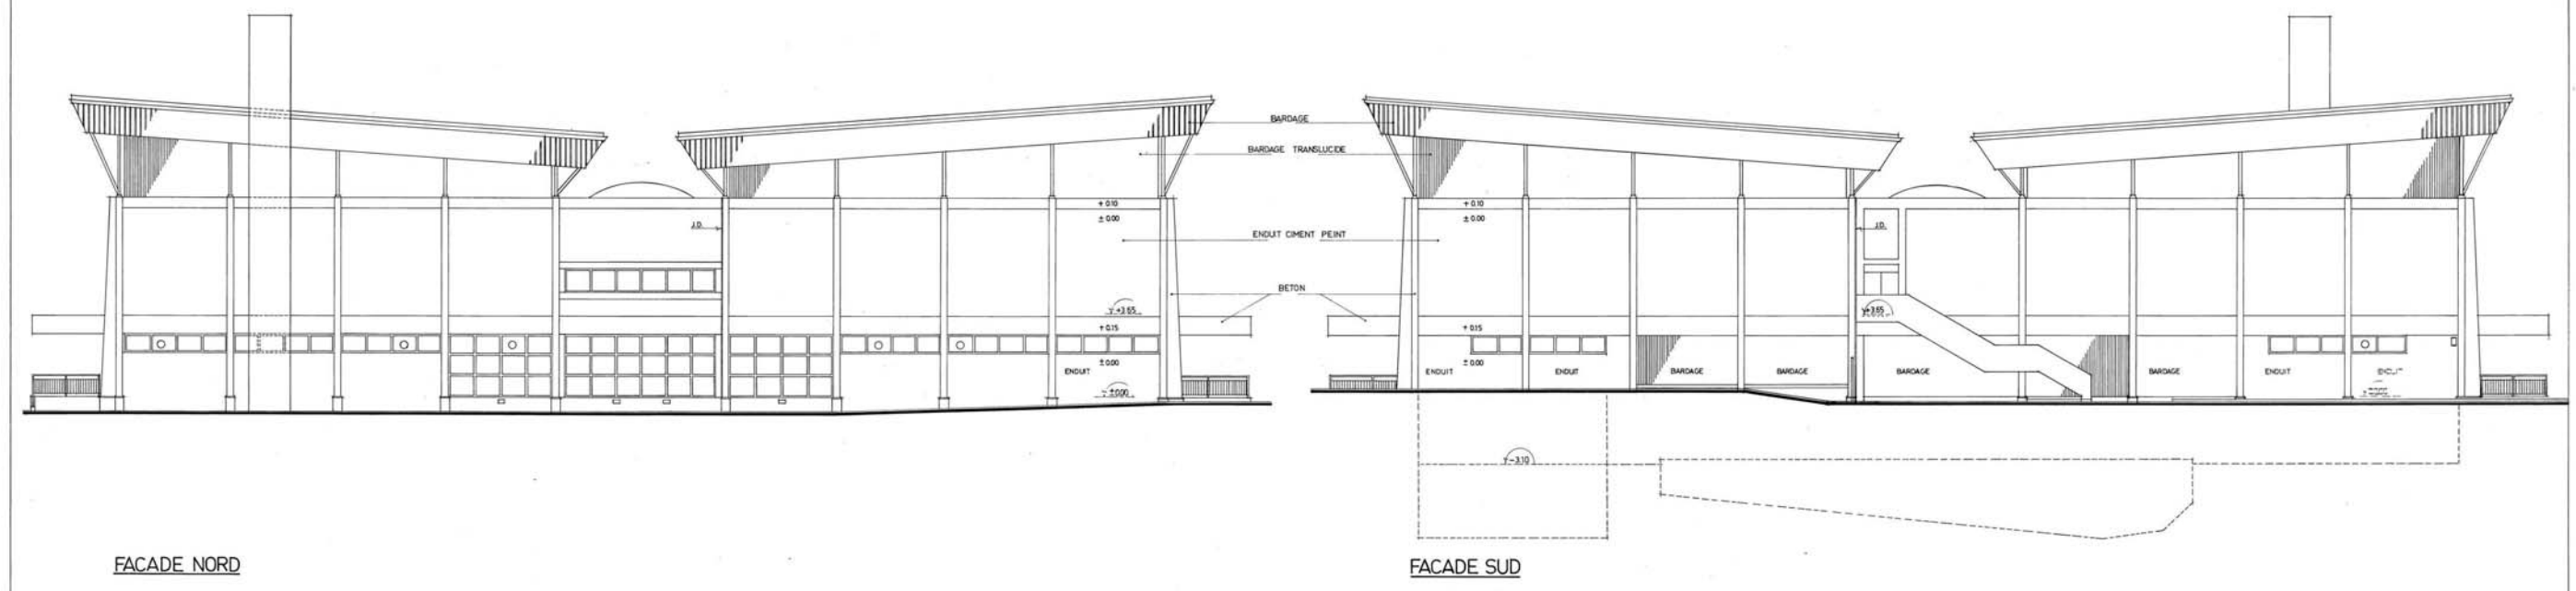 BARDAGE
BARDAGE TRANSLUCIDE
+ 0.10
± 0.00
+ 0.10
± 0.00
J.D.
J.D.
ENDUIT CIMENT PEINT
BETON
+3.65
+3.65
+ 0.15
+ 0.15
± 0.00
± 0.00
ENDUIT
ENDUIT
ENDUIT
BARDAGE
BARDAGE
BARDAGE
BARDAGE
ENDUIT
± 0.00
-3.10
FACADE NORD
FACADE SUD